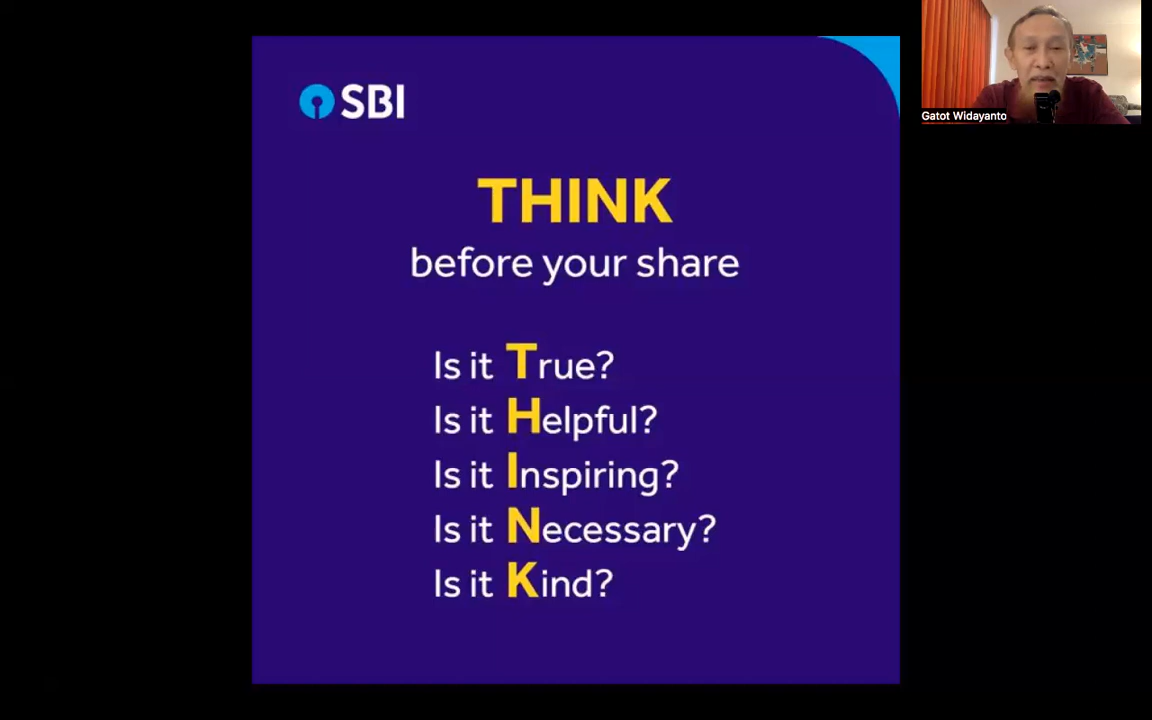 SBI
THINK
before your share
Is it True?
Is it Helpful?
Is it Inspiring?
Is it Necessary?
Is it Kind?
Gatot Widayanto